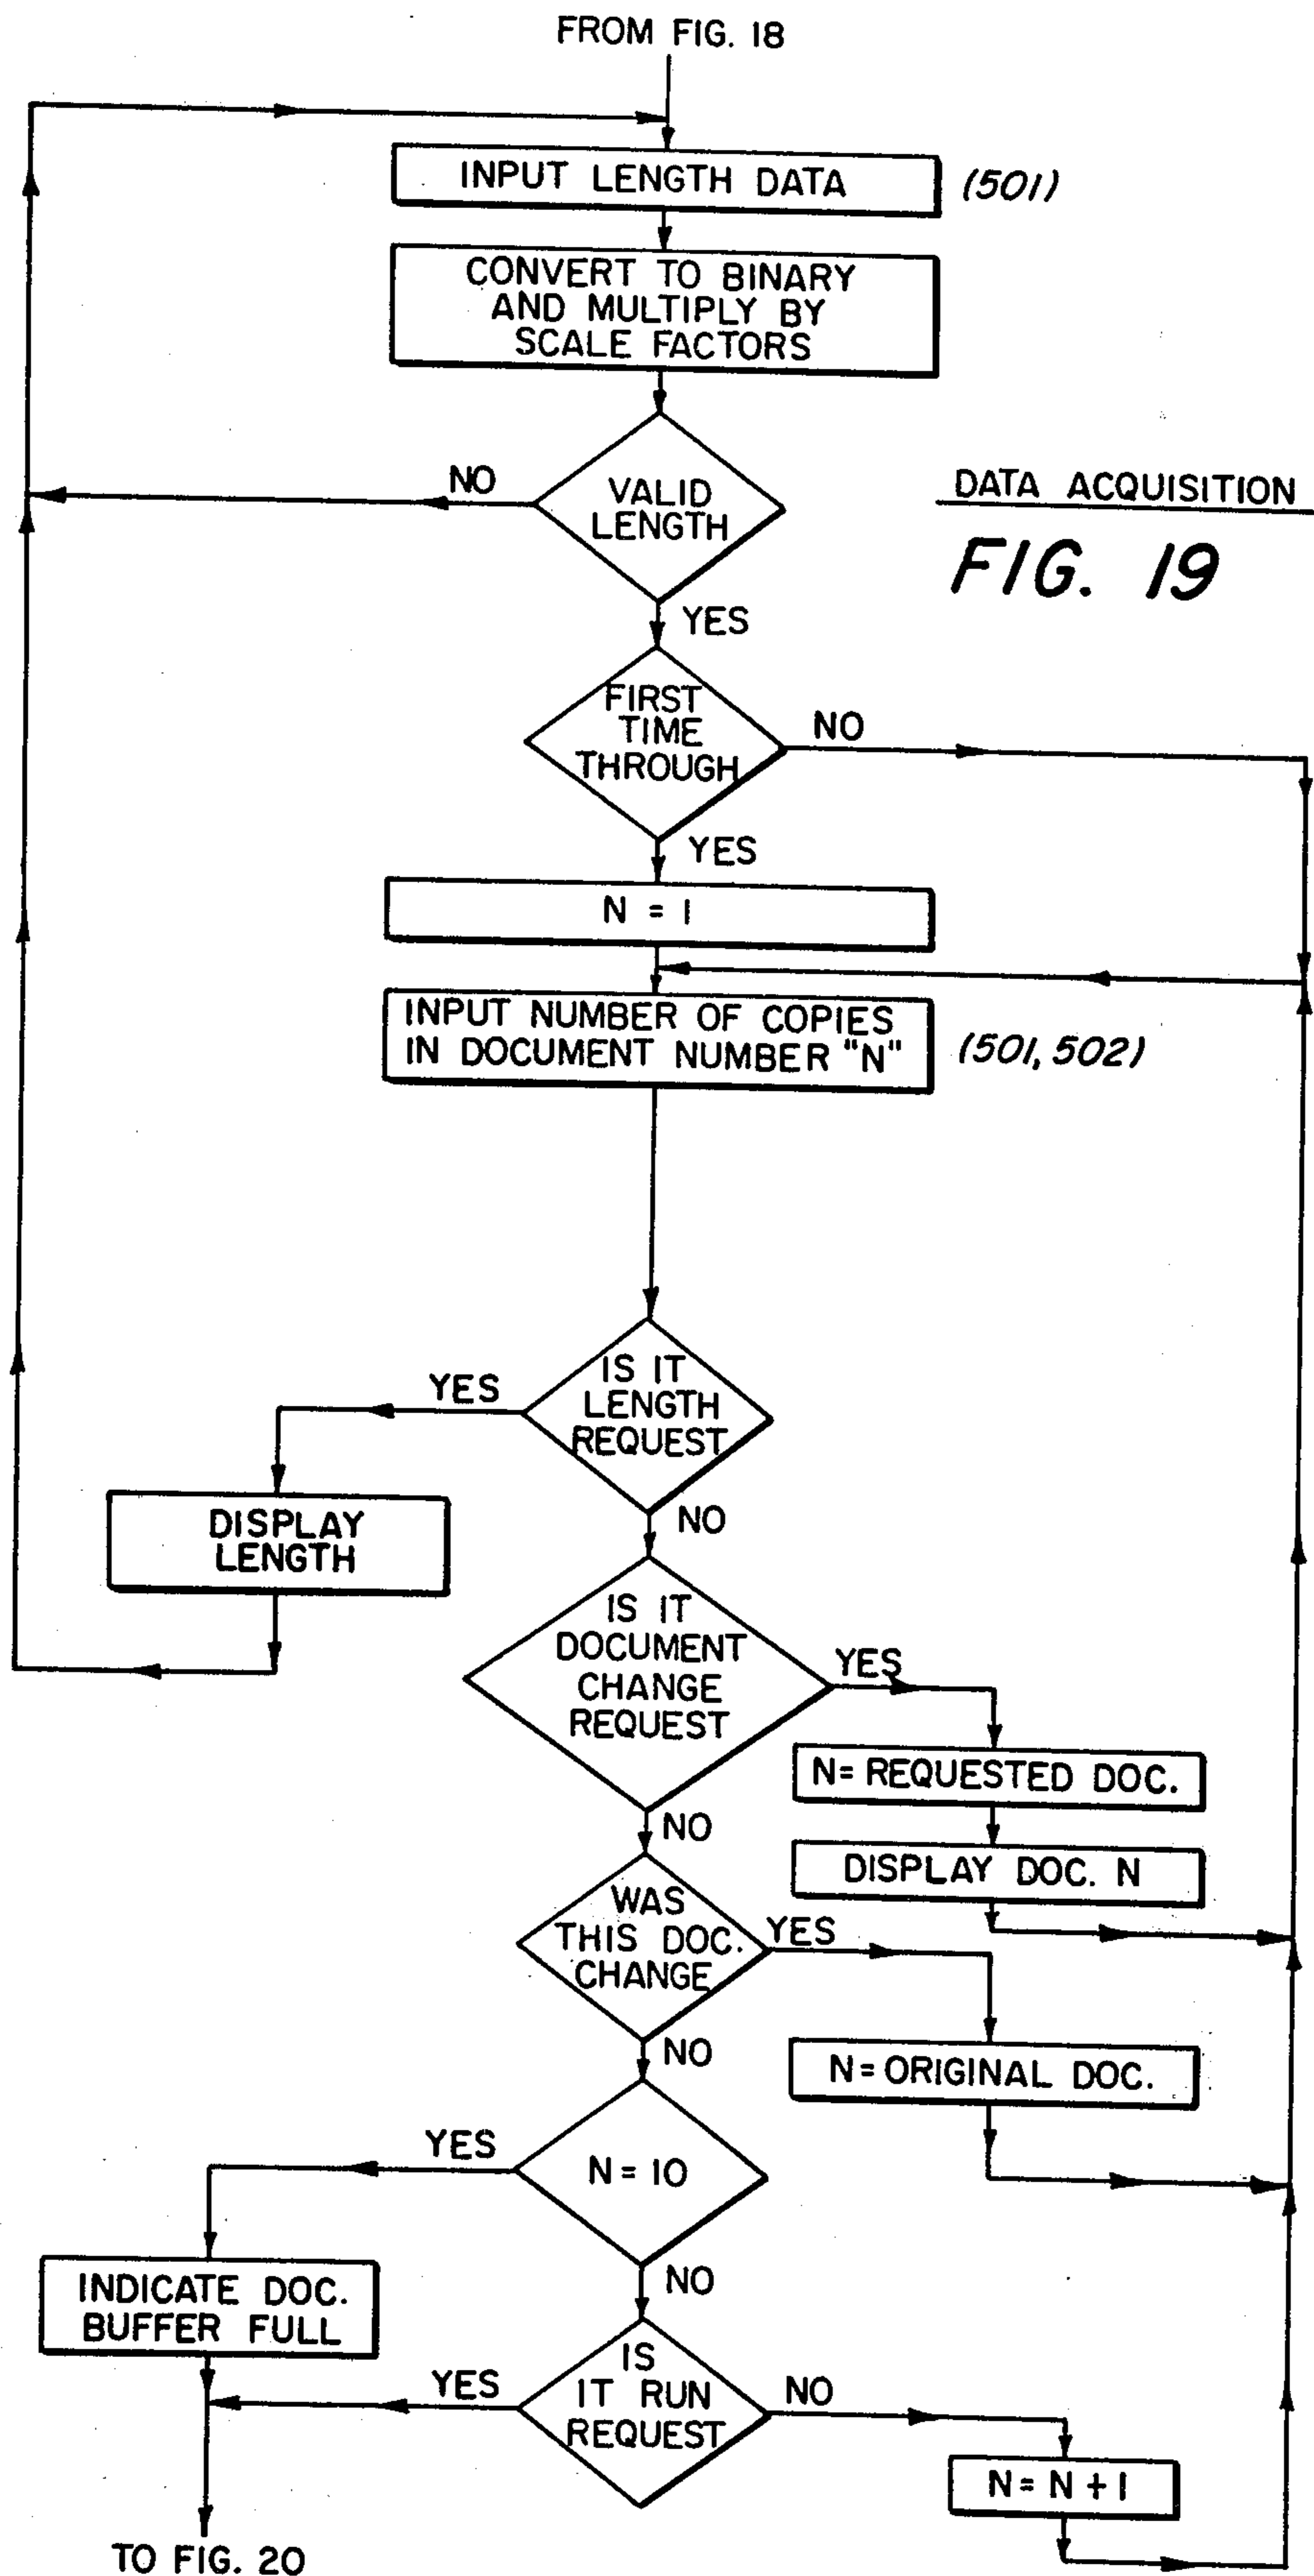 FROM FIG. 18
INPUT LENGTH DATA
(501)
CONVERT TO BINARY
AND MULTIPLY BY
SCALE FACTORS
NO
VALID
LENGTH
DATA ACQUISITION
FIG. 19
YES
FIRST
TIME
THROUGH
NO
YES
N = 1
INPUT NUMBER OF COPIES
IN DOCUMENT NUMBER "N"
(501, 502)
IS IT
LENGTH
REQUEST
YES
NO
DISPLAY
LENGTH
IS IT
DOCUMENT
CHANGE
REQUEST
YES
N= REQUESTED DOC.
NO
DISPLAY DOC. N
WAS
THIS DOC.
CHANGE
YES
NO
N= ORIGINAL DOC.
YES
N = 10
NO
INDICATE DOC.
BUFFER FULL
IS
IT RUN
REQUEST
YES
NO
N= N + 1
TO FIG. 20